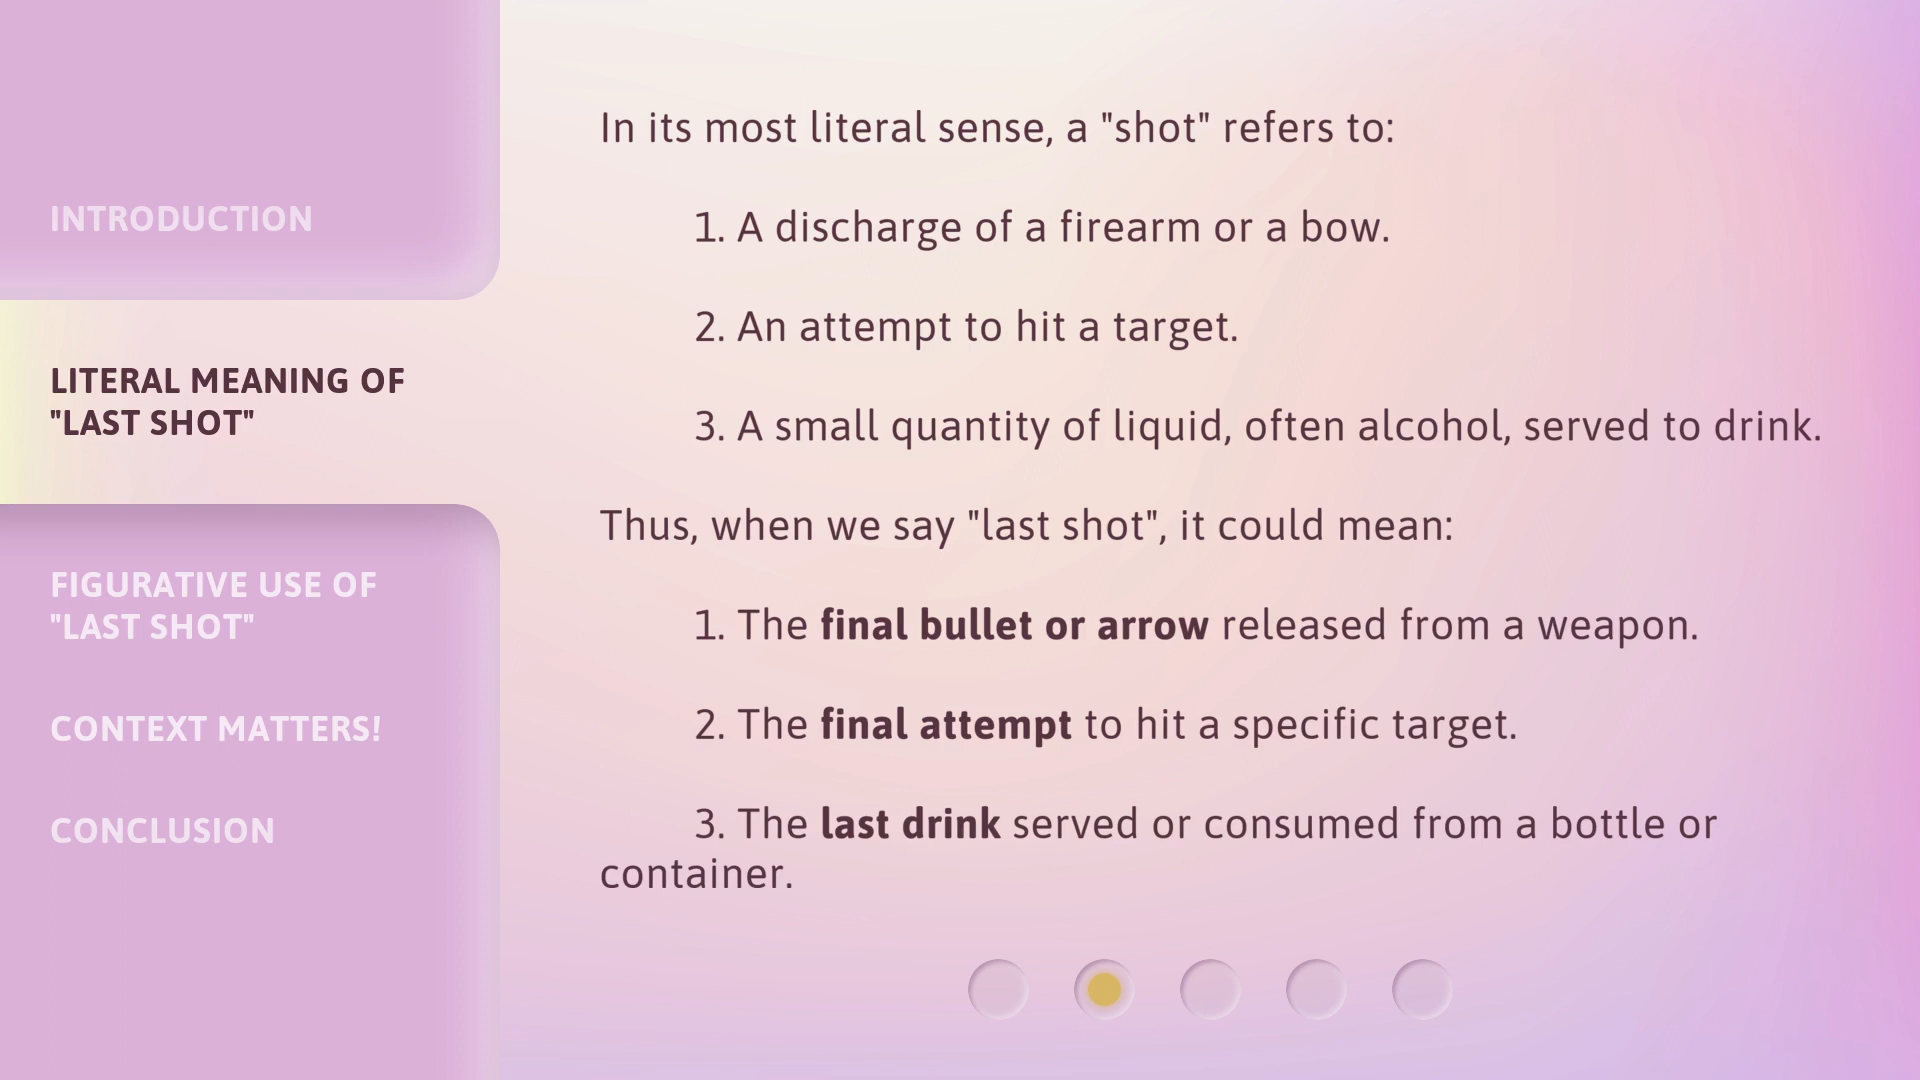 INTRODUCTION
LITERAL MEANING OF
"LAST SHOT"
FIGURATIVE USE OF
"LAST SHOT"
CONTEXT MATTERS!
CONCLUSION
In its most literal sense, a "shot" refers to:
1. A discharge of a firearm or a bow.
2. An attempt to hit a target.
3. A small quantity of liquid, often alcohol, served to drink.
Thus, when we say "last shot", it could mean:
1. The final bullet or arrow released from a weapon.
2. The final attempt to hit a specific target.
3. The last drink served or consumed from a bottle or
container.